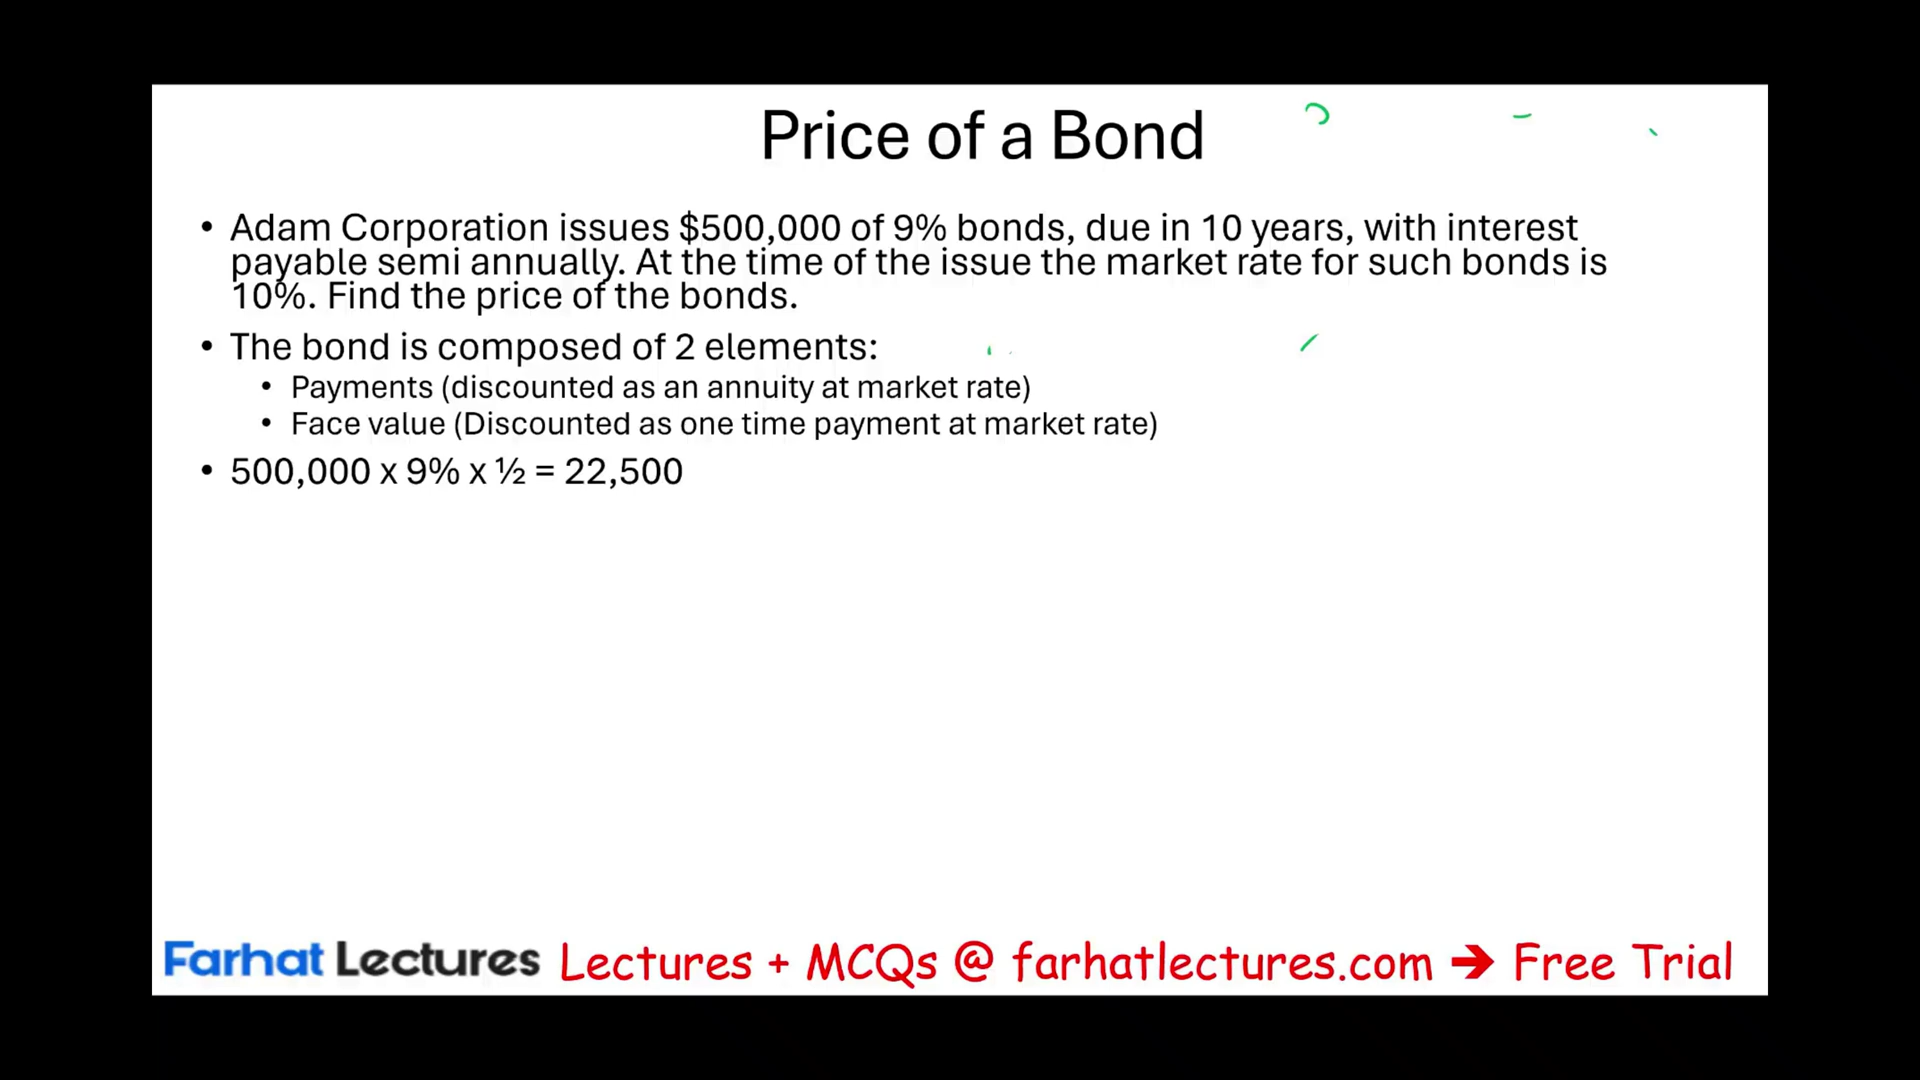 Price of a Bond
• Adam Corporation issues $500,000 of 9% bonds, due in 10 years, with interest
payable semi annually. At the time of the issue the market rate for such bonds is
10%. Find the price of the bonds.
• The bond is composed of 2 elements:
• Payments (discounted as an annuity at market rate)
• Face value (Discounted as one time payment at market rate)
• 500,000 x 9% x ½ = 22,500
Farhat Lectures Lectures + MCQs @ farhatlectures.com ➔ Free Trial